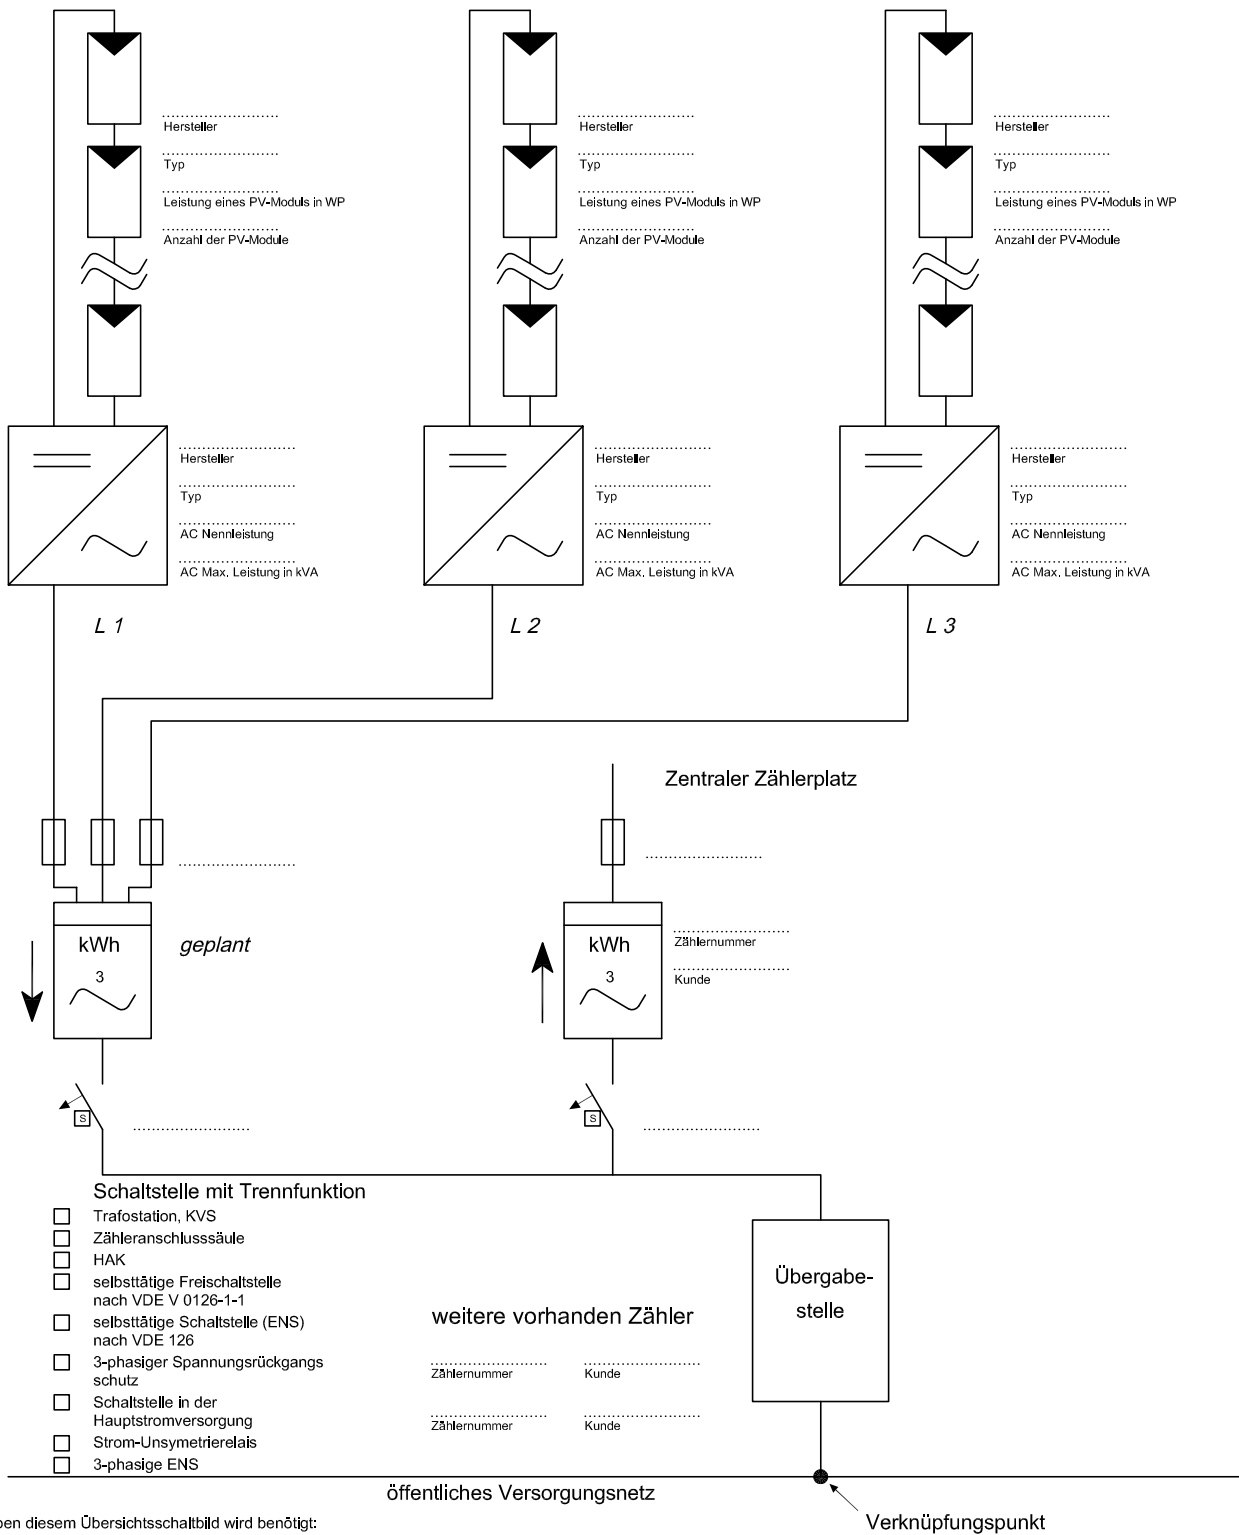 Hersteller
Typ
Leistung eines PV-Moduls in WP
Anzahl der PV-Module
Hersteller
Typ
Leistung eines PV-Moduls in WP
Anzahl der PV-Module
Hersteller
Typ
Leistung eines PV-Moduls in WP
Anzahl der PV-Module
Hersteller
Typ
AC Nennleistung
AC Max. Leistung in kVA
L 1
Hersteller
Typ
AC Nennleistung
AC Max. Leistung in kVA
L 2
Hersteller
Typ
AC Nennleistung
AC Max. Leistung in kVA
L 3
Zentraler Zählerplatz
kWh
3
geplant
kWh
3
Zählernummer
Kunde
S
S
Schaltstelle mit Trennfunktion
Trafostation, KVS
Zähleranschlusssäule
HAK
selbsttätige Freischaltstelle
nach VDE V 0126-1-1
selbsttätige Schaltstelle (ENS)
nach VDE 126
3-phasiger Spannungsrückgangs
schutz
Schaltstelle in der
Hauptstromversorgung
Strom-Unsymetrierelais
3-phasige ENS
weitere vorhanden Zähler
Zählernummer Kunde
Zählernummer Kunde
Übergabe-
stelle
öffentliches Versorgungsnetz
Verknüpfungspunkt
ben diesem Übersichtsschaltbild wird benötigt: